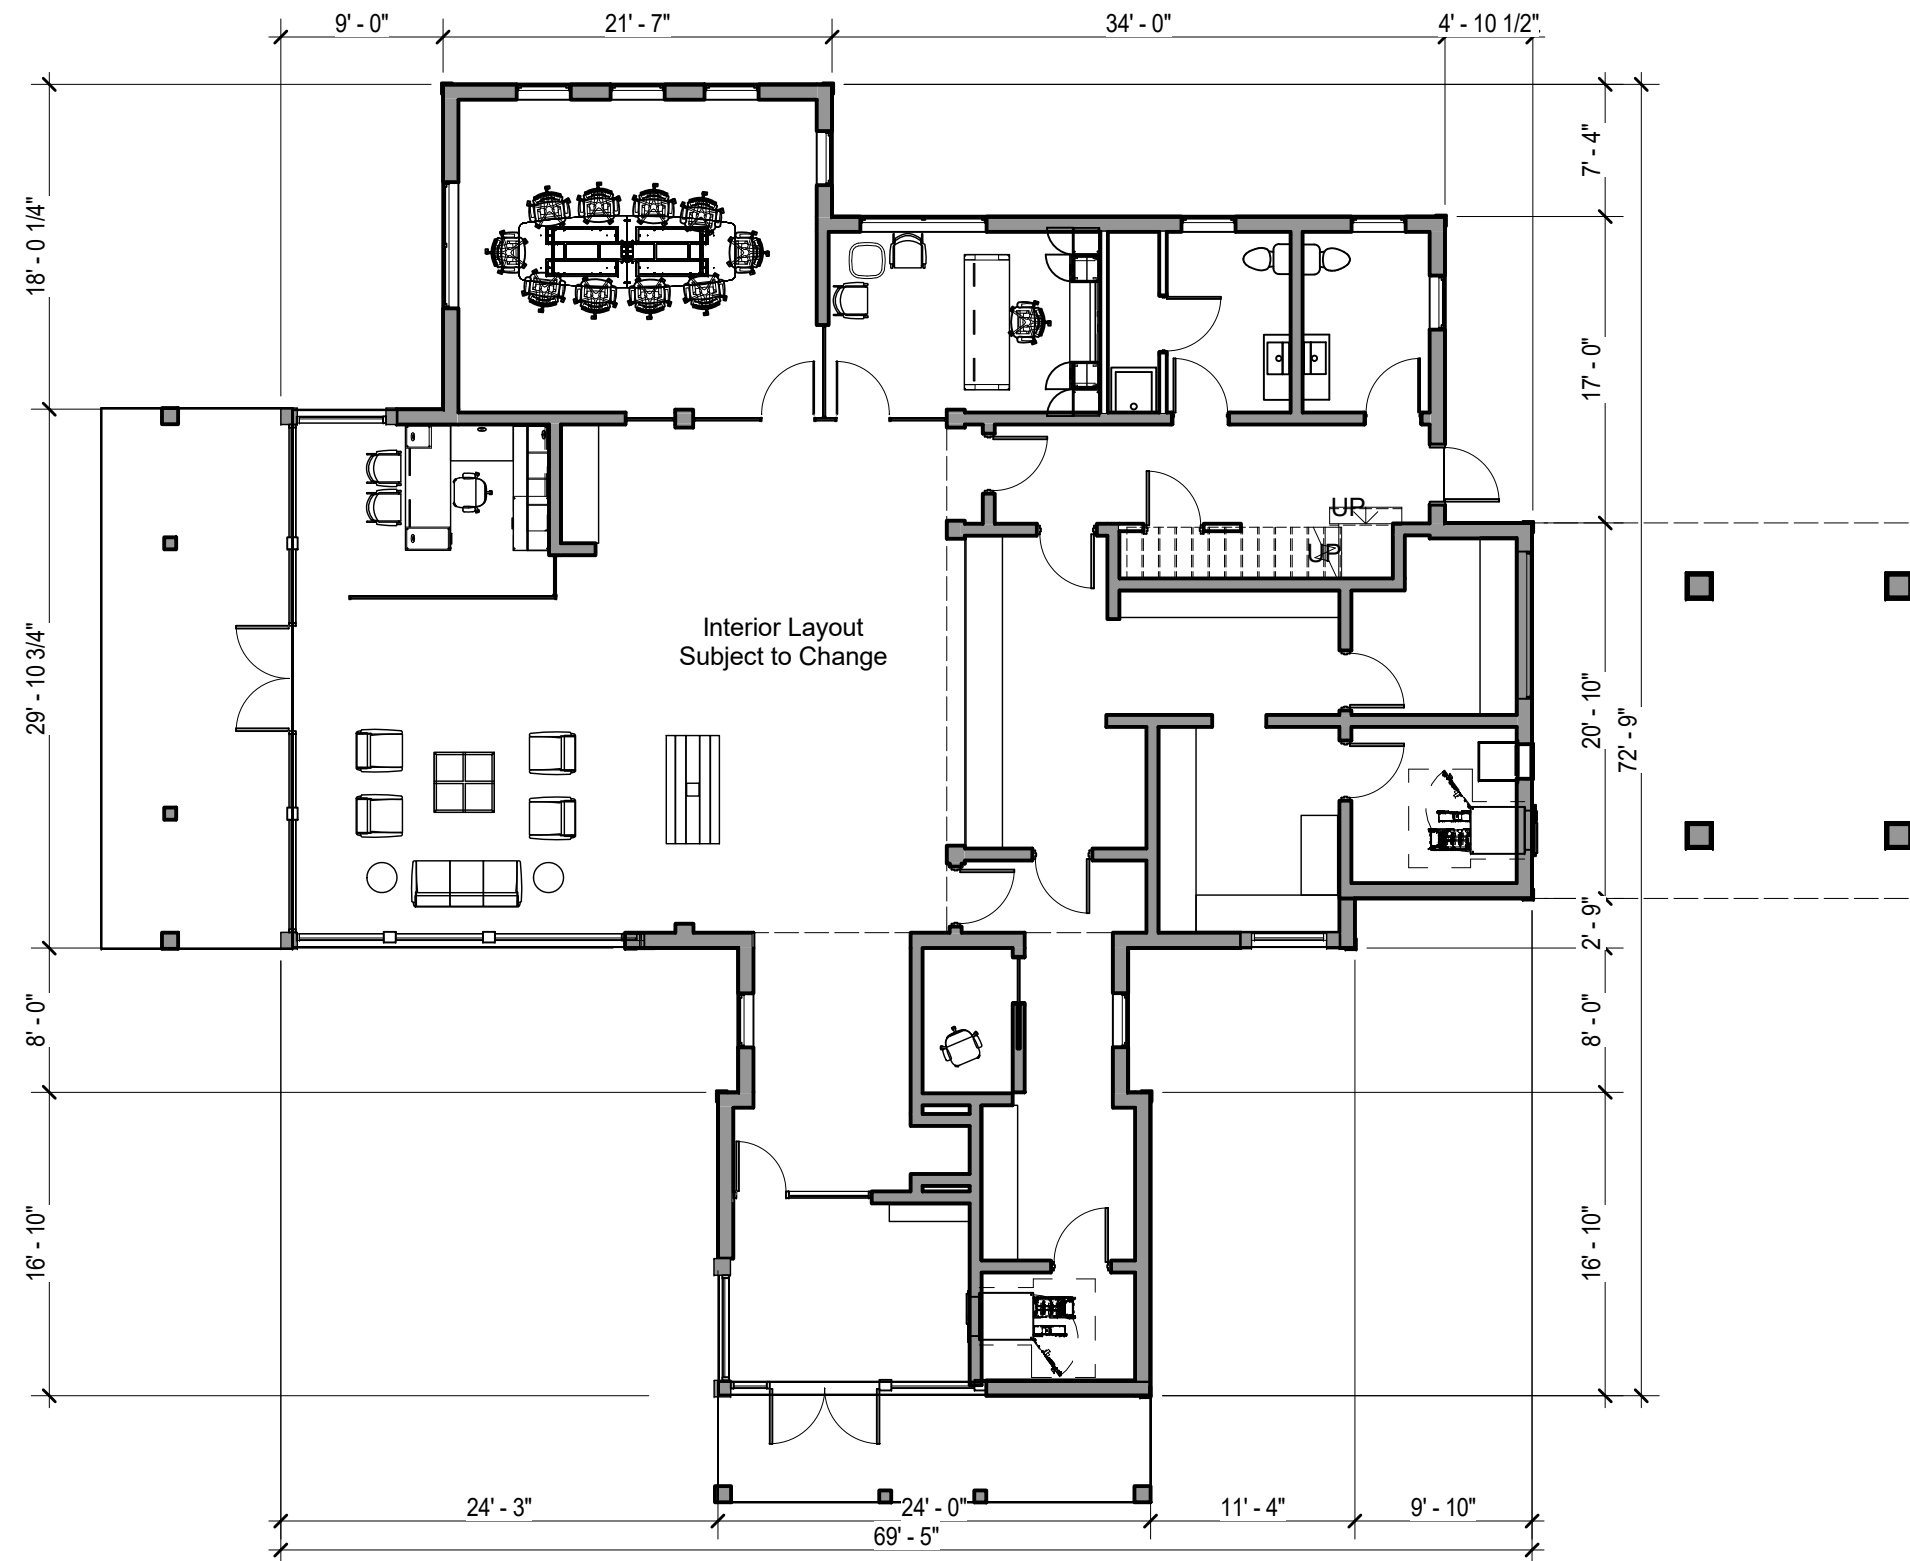 9' - 0"
21' - 7"
34' - 0"
4' - 10 1/2"
18' - 0 1/4"
29' - 10 3/4"
8' - 0"
16' - 10"
7' - 4"
17' - 0"
20' - 10"
72' - 9"
2' - 9"
8' - 0"
16' - 10"
UP
UP
Interior Layout
Subject to Change
24' - 3"
24' - 0"
11' - 4"
9' - 10"
69' - 5"